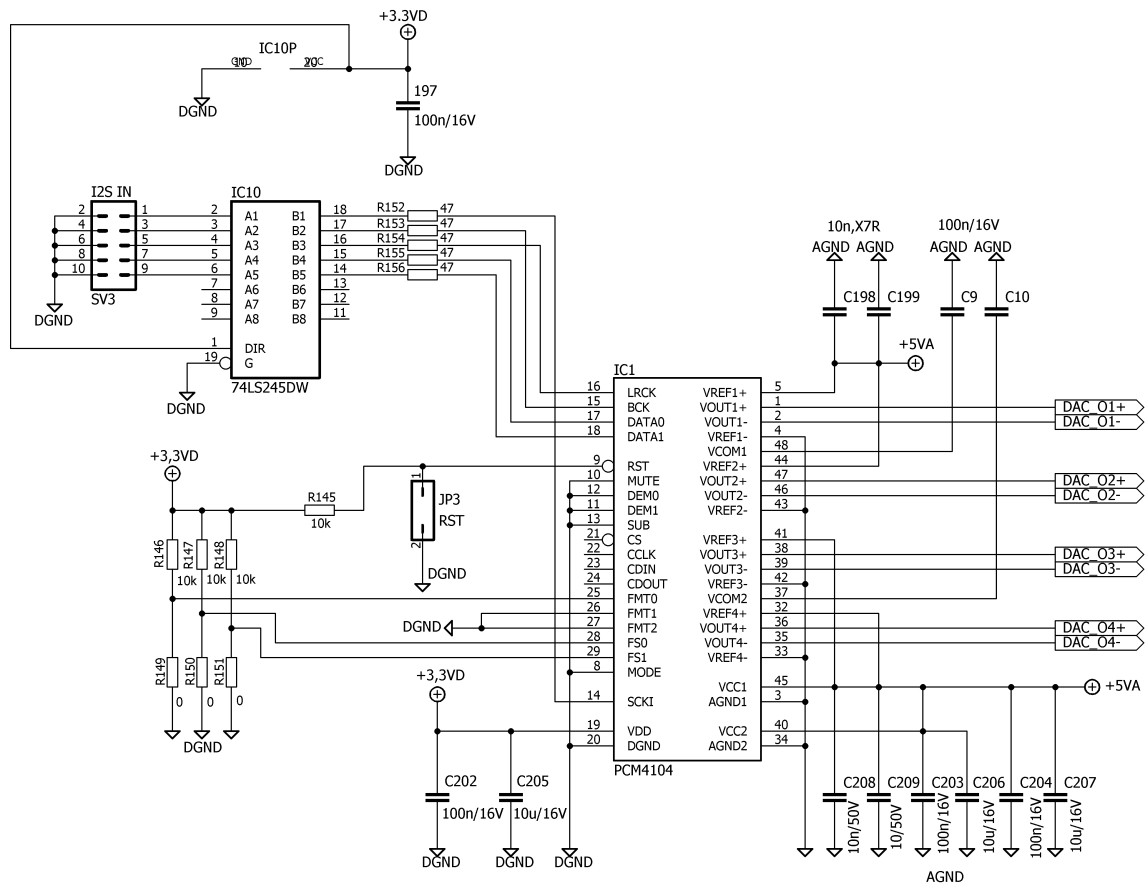 +3.3VD
IC10P
GND 10
20 VCC
DGND
197
100n/16V
DGND
I2S IN
2 1
4 3
6 5
8 7
10 9
SV3
DGND
IC10
2 A1 B1 18
3 A2 B2 17
4 A3 B3 16
5 A4 B4 15
6 A5 B5 14
7 A6 B6 13
8 A7 B7 12
9 A8 B8 11
1 DIR
19 G
74LS245DW
DGND
R152 47
R153 47
R154 47
R155 47
R156 47
10n,X7R
100n/16V
AGND AGND
AGND AGND
C198 C199 C9 C10
+5VA
IC1
16 LRCK VREF1+ 5
15 BCK VOUT1+ 1
17 DATA0 VOUT1- 2
18 DATA1 VREF1- 4
VCOM1 48
9 RST VREF2+ 44
10 MUTE VOUT2+ 47
12 DEM0 VOUT2- 46
11 DEM1 VREF2- 43
13 SUB
21 CS VREF3+ 41
22 CCLK VOUT3+ 38
23 CDIN VOUT3- 39
24 CDOUT VREF3- 42
25 FMT0 VCOM2 37
26 FMT1 VREF4+ 32
27 FMT2 VOUT4+ 36
28 FS0 VOUT4- 35
29 FS1 VREF4- 33
8 MODE
VCC1 45
14 SCKI AGND1 3
19 VDD VCC2 40
20 DGND AGND2 34
PCM4104
DAC_O1+
DAC_O1-
DAC_O2+
DAC_O2-
DAC_O3+
DAC_O3-
DAC_O4+
DAC_O4-
+5VA
+3,3VD
R145
10k
1
JP3
RST
2
DGND
R146 10k
R147 10k
R148 10k
DGND
R149 0
R150 0
R151 0
DGND
+3,3VD
C202
100n/16V
C205
10u/16V
DGND DGND DGND
C208 10n/50V
C209 10/50V
C203 100n/16V
C206 10u/16V
C204 100n/16V
C207 10u/16V
AGND